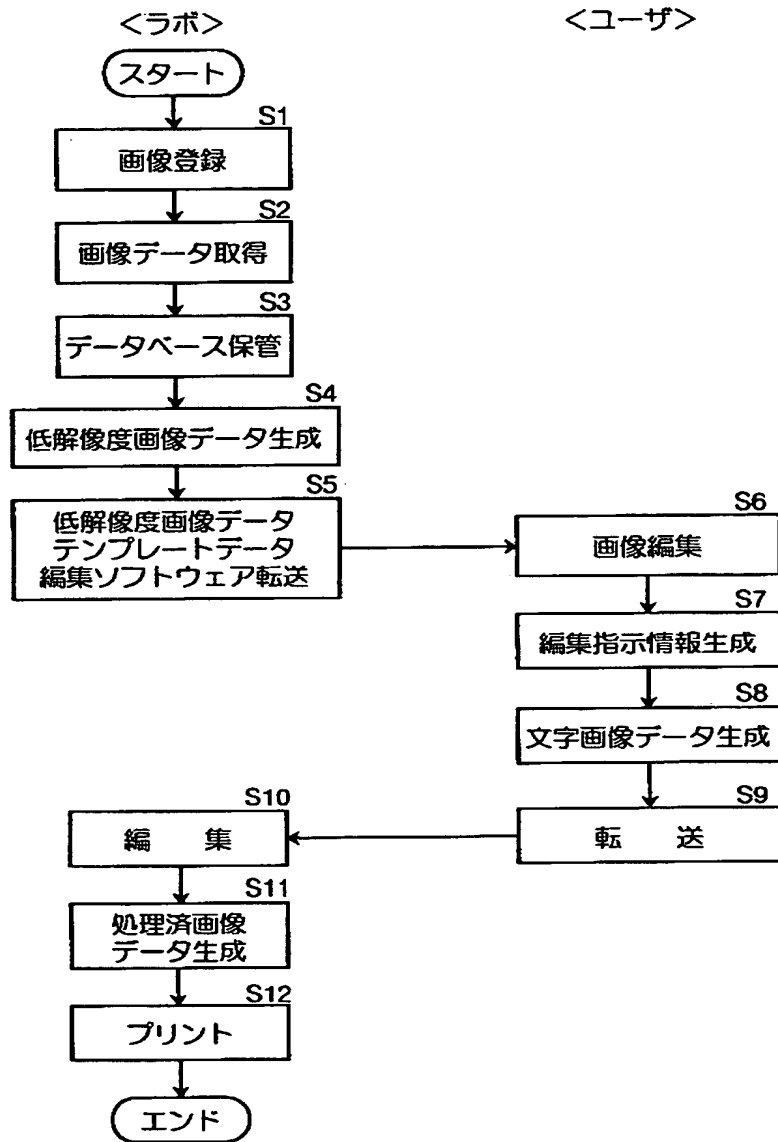 <ラボ>
<ユーザ>
スタート
S1
画像登録
S2
画像データ取得
S3
データベース保管
S4
低解像度画像データ生成
S5
低解像度画像データ
テンプレートデータ
編集ソフトウェア転送
S6
画像編集
S7
編集指示情報生成
S8
文字画像データ生成
S9
転 送
S10
編 集
S11
処理済画像
データ生成
S12
プリント
エンド